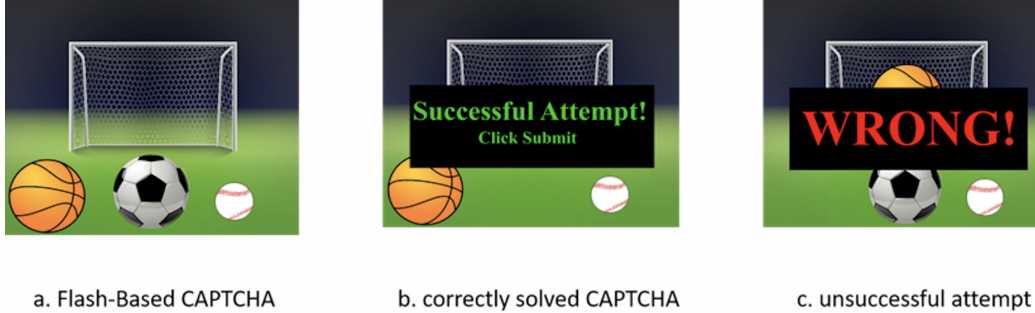 Successful Attempt!
Click Submit
WRONG!
a. Flash-Based CAPTCHA
b. correctly solved CAPTCHA
c. unsuccessful attempt